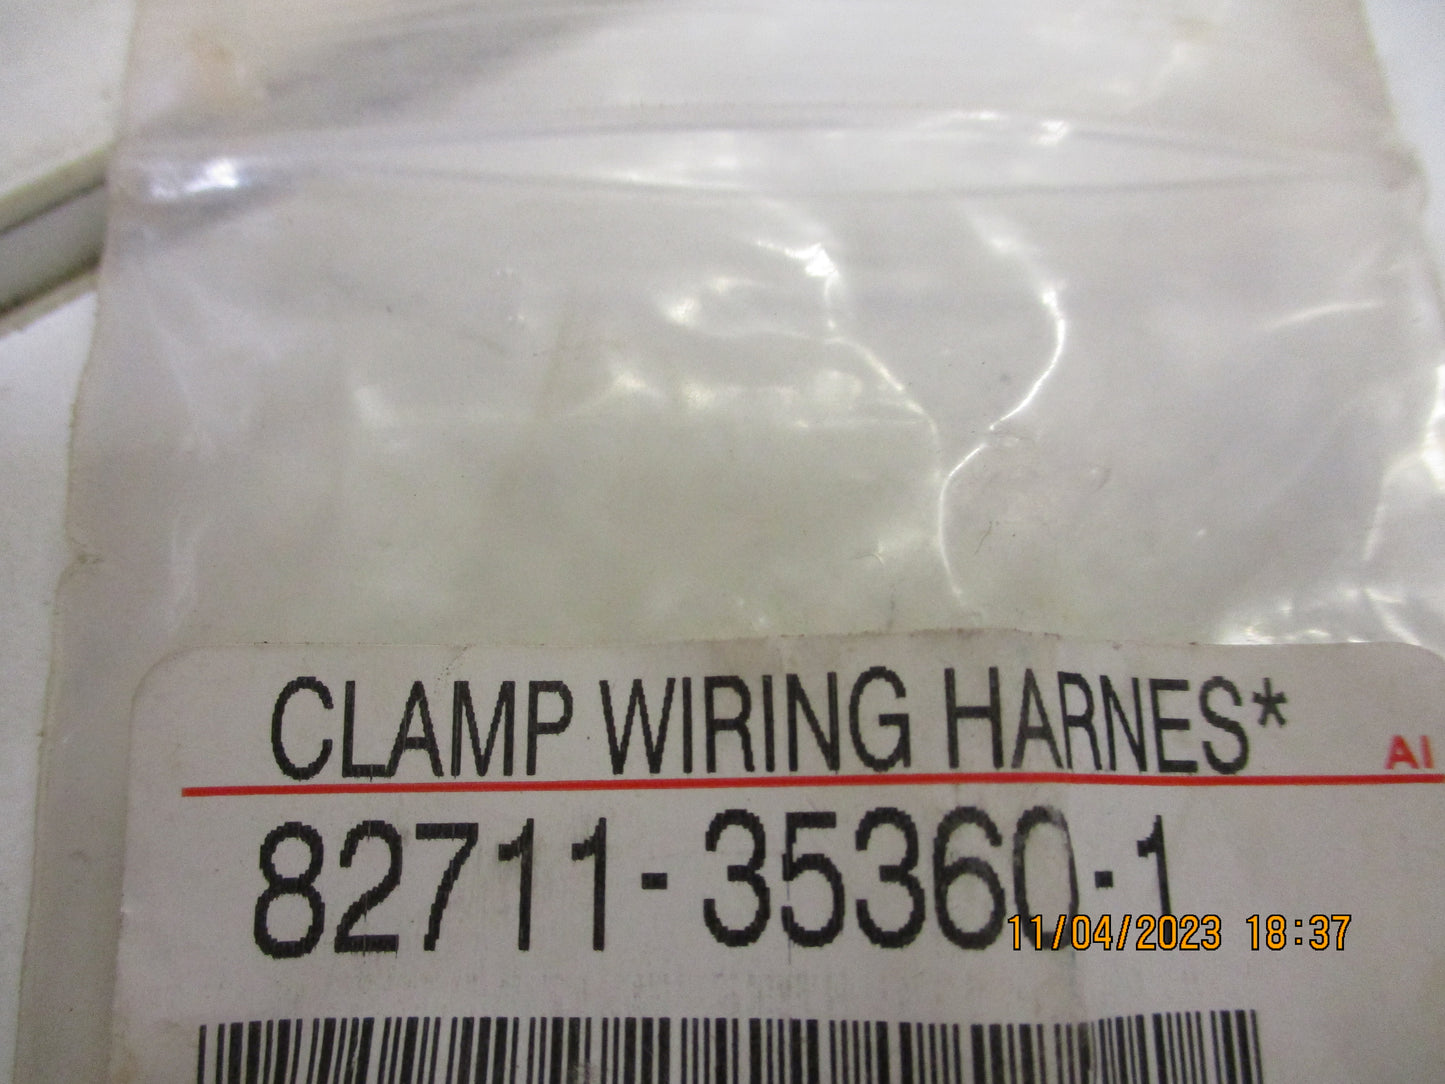 CLAMP WIRING HARNES*
AI
82711-35360-1
11/04/2023 18:37